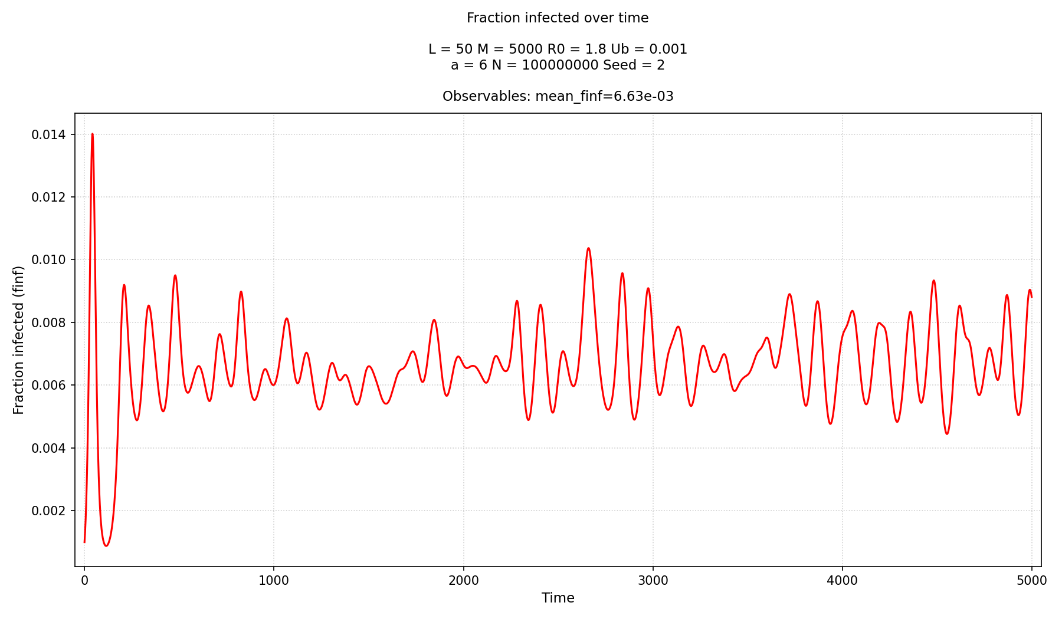 Fraction infected over time
L = 50 M = 5000 R0 = 1.8 Ub = 0.001
a = 6 N = 100000000 Seed = 2
Observables: mean_finf=6.63e-03
Fraction infected (finf)
0.014
0.012
0.010
0.008
0.006
0.004
0.002
0 1000 2000 3000 4000 5000
Time